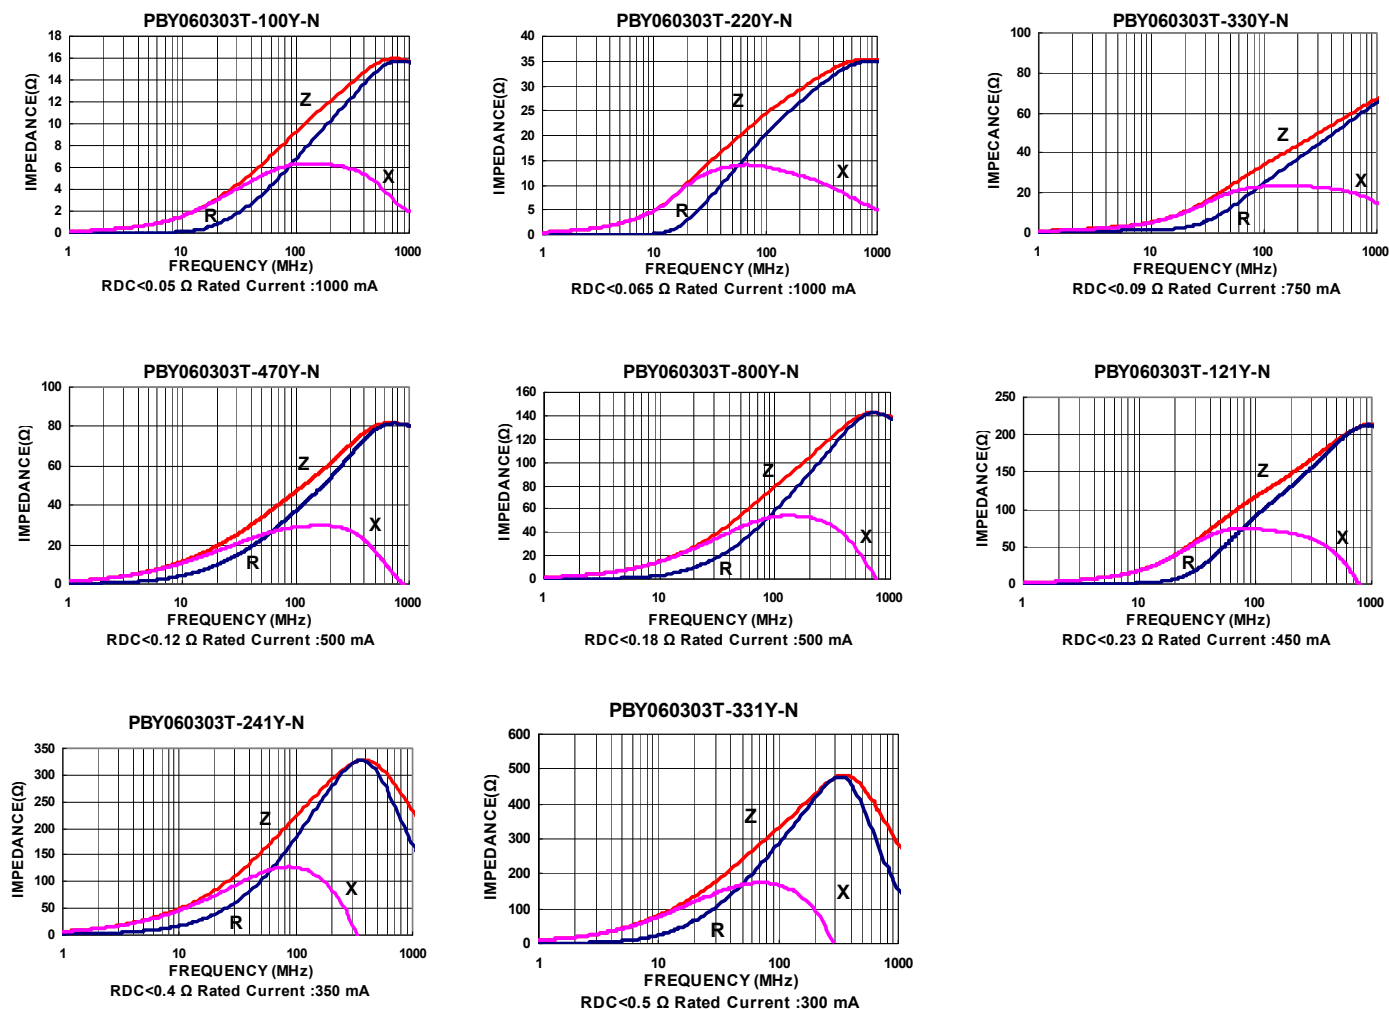 PBY060303T-100Y-N
18
16
14
12
10
8
6
4
2
0
IMPEDANCE(Ω)
Z
X
R
1
10
100
1000
FREQUENCY (MHz)
RDC<0.05 Ω Rated Current :1000 mA
PBY060303T-220Y-N
40
35
30
25
20
15
10
5
0
IMPEDANCE(Ω)
Z
X
R
1
10
100
1000
FREQUENCY (MHz)
RDC<0.065 Ω Rated Current :1000 mA
PBY060303T-330Y-N
100
80
60
40
20
0
IMPECANCE(Ω)
Z
X
R
1
10
100
1000
FREQUENCY (MHz)
RDC<0.09 Ω Rated Current :750 mA
PBY060303T-470Y-N
100
80
60
40
20
0
IMPEDANCE(Ω)
Z
X
R
1
10
100
1000
FREQUENCY (MHz)
RDC<0.12 Ω Rated Current :500 mA
PBY060303T-800Y-N
160
140
120
100
80
60
40
20
0
IMPEDANCE(Ω)
Z
X
R
1
10
100
1000
FREQUENCY (MHz)
RDC<0.18 Ω Rated Current :500 mA
PBY060303T-121Y-N
250
200
150
100
50
0
IMPEDANCE(Ω)
Z
X
R
1
10
100
1000
FREQUENCY (MHz)
RDC<0.23 Ω Rated Current :450 mA
PBY060303T-241Y-N
350
300
250
200
150
100
50
0
IMPEDANCE(Ω)
Z
X
R
1
10
100
1000
FREQUENCY (MHz)
RDC<0.4 Ω Rated Current :350 mA
PBY060303T-331Y-N
600
500
400
300
200
100
0
IMPEDANCE(Ω)
Z
X
R
1
10
100
1000
FREQUENCY (MHz)
RDC<0.5 Ω Rated Current :300 mA